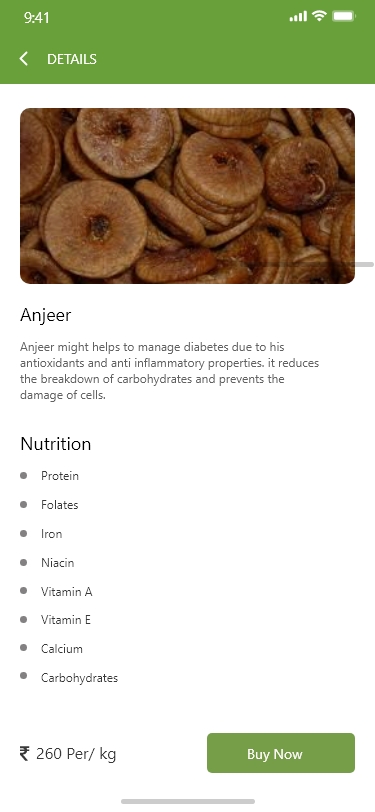 9:41
DETAILS
Anjeer
Anjeer might helps to manage diabetes due to his
antioxidants and anti inflammatory properties. it reduces
the breakdown of carbohydrates and prevents the
damage of cells.
Nutrition
Protein
Folates
Iron
Niacin
Vitamin A
Vitamin E
Calcium
Carbohydrates
₹ 260 Per/ kg
Buy Now